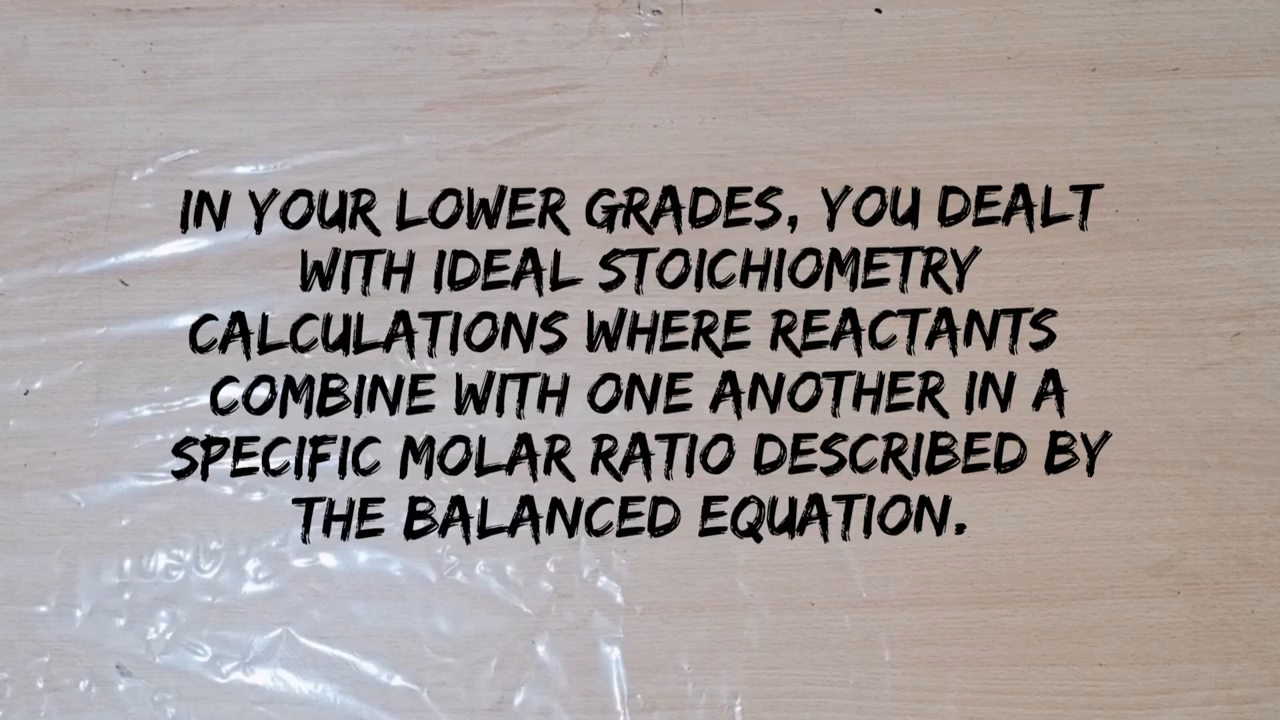 IN YOUR LOWER GRADES, YOU DEALT
WITH IDEAL STOICHIOMETRY
CALCULATIONS WHERE REACTANTS
COMBINE WITH ONE ANOTHER IN A
SPECIFIC MOLAR RATIO DESCRIBED BY
THE BALANCED EQUATION.